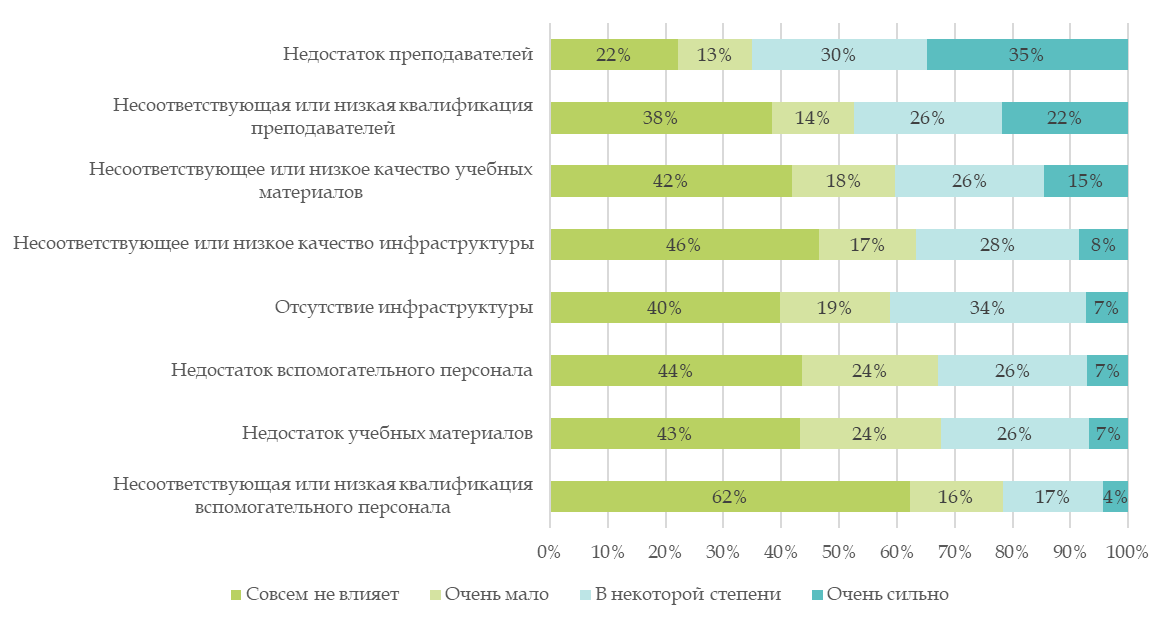 Недостаток преподавателей
22% 13% 30% 35%
Несоответствующая или низкая квалификация
преподавателей
38% 14% 26% 22%
Несоответствующее или низкое качество учебных
материалов
42% 18% 26% 15%
Несоответствующее или низкое качество инфраструктуры
46% 17% 28% 8%
Отсутствие инфраструктуры
40% 19% 34% 7%
Недостаток вспомогательного персонала
44% 24% 26% 7%
Недостаток учебных материалов
43% 24% 26% 7%
Несоответствующая или низкая квалификация
вспомогательного персонала
62% 16% 17% 4%
0% 10% 20% 30% 40% 50% 60% 70% 80% 90% 100%
Совсем не влияет Очень мало В некоторой степени Очень сильно